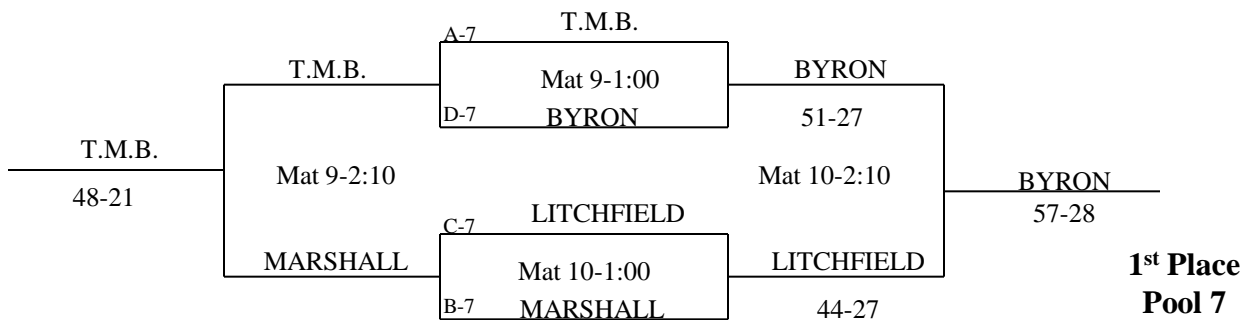 T.M.B.
A-7
T.M.B.
Mat 9-1:00
BYRON
D-7
BYRON
51-27
T.M.B.
48-21
Mat 9-2:10
Mat 10-2:10
BYRON
57-28
LITCHFIELD
C-7
MARSHALL
Mat 10-1:00
LITCHFIELD
B-7
MARSHALL
44-27
1st Place
Pool 7